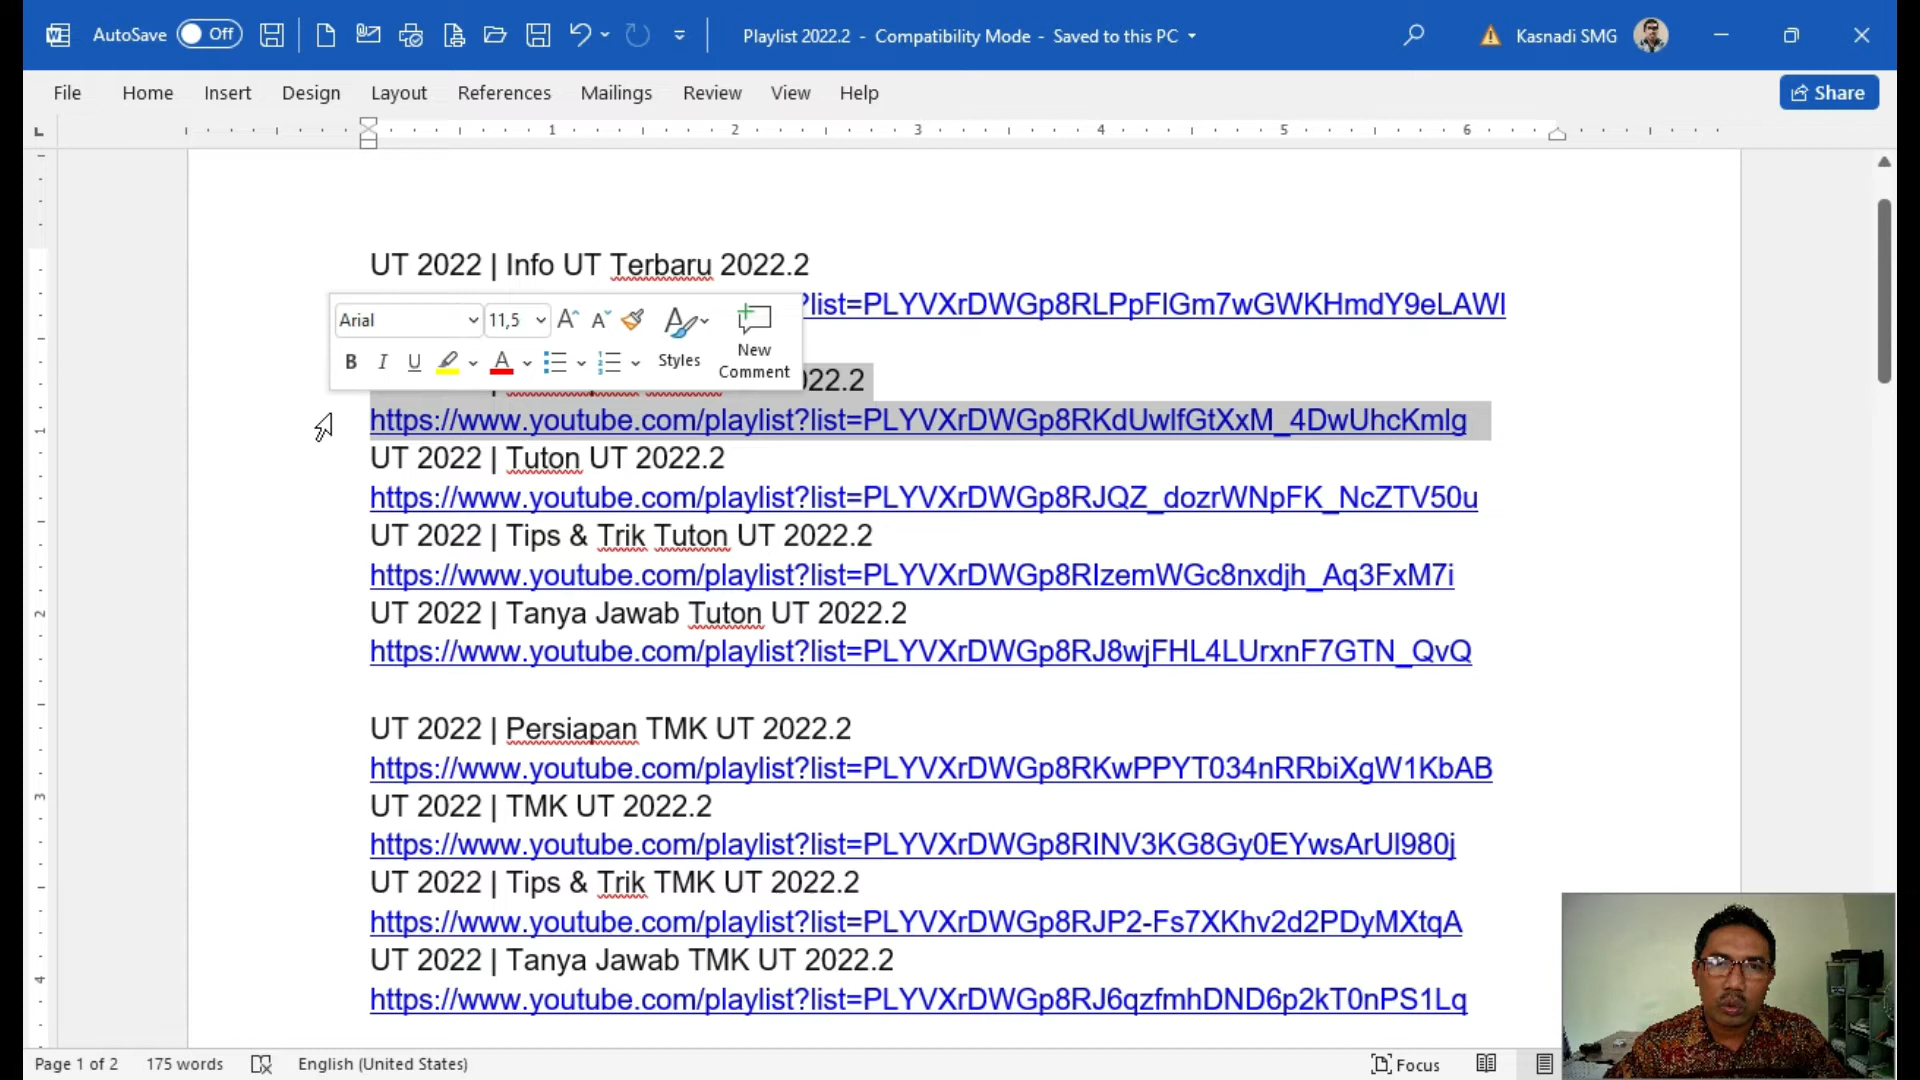 AutoSave Off Playlist 2022.2 - Compatibility Mode - Saved to this PC Kasnadi SMG
File Home Insert Design Layout References Mailings Review View Help Share
1 2 3 4 5 6
UT 2022 | Info UT Terbaru 2022.2
?list=PLYVXrDWGp8RLPpFlGm7wGWKHmdY9eLAWl
Arial 11,5
B I U Styles New Comment
022.2
https://www.youtube.com/playlist?list=PLYVXrDWGp8RKdUwlfGtXxM_4DwUhcKmlg
UT 2022 | Tuton UT 2022.2
https://www.youtube.com/playlist?list=PLYVXrDWGp8RJQZ_dozrWNpFK_NcZTV50u
UT 2022 | Tips & Trik Tuton UT 2022.2
https://www.youtube.com/playlist?list=PLYVXrDWGp8RIzemWGc8nxdjh_Aq3FxM7i
UT 2022 | Tanya Jawab Tuton UT 2022.2
https://www.youtube.com/playlist?list=PLYVXrDWGp8RJ8wjFHL4LUrxnF7GTN_QvQ
UT 2022 | Persiapan TMK UT 2022.2
https://www.youtube.com/playlist?list=PLYVXrDWGp8RKwPPYT034nRRbiXgW1KbAB
UT 2022 | TMK UT 2022.2
https://www.youtube.com/playlist?list=PLYVXrDWGp8RINV3KG8Gy0EYwsArUl980j
UT 2022 | Tips & Trik TMK UT 2022.2
https://www.youtube.com/playlist?list=PLYVXrDWGp8RJP2-Fs7XKhv2d2PDyMXtqA
UT 2022 | Tanya Jawab TMK UT 2022.2
https://www.youtube.com/playlist?list=PLYVXrDWGp8RJ6qzfmhDND6p2kT0nPS1Lq
Page 1 of 2 175 words English (United States) Focus